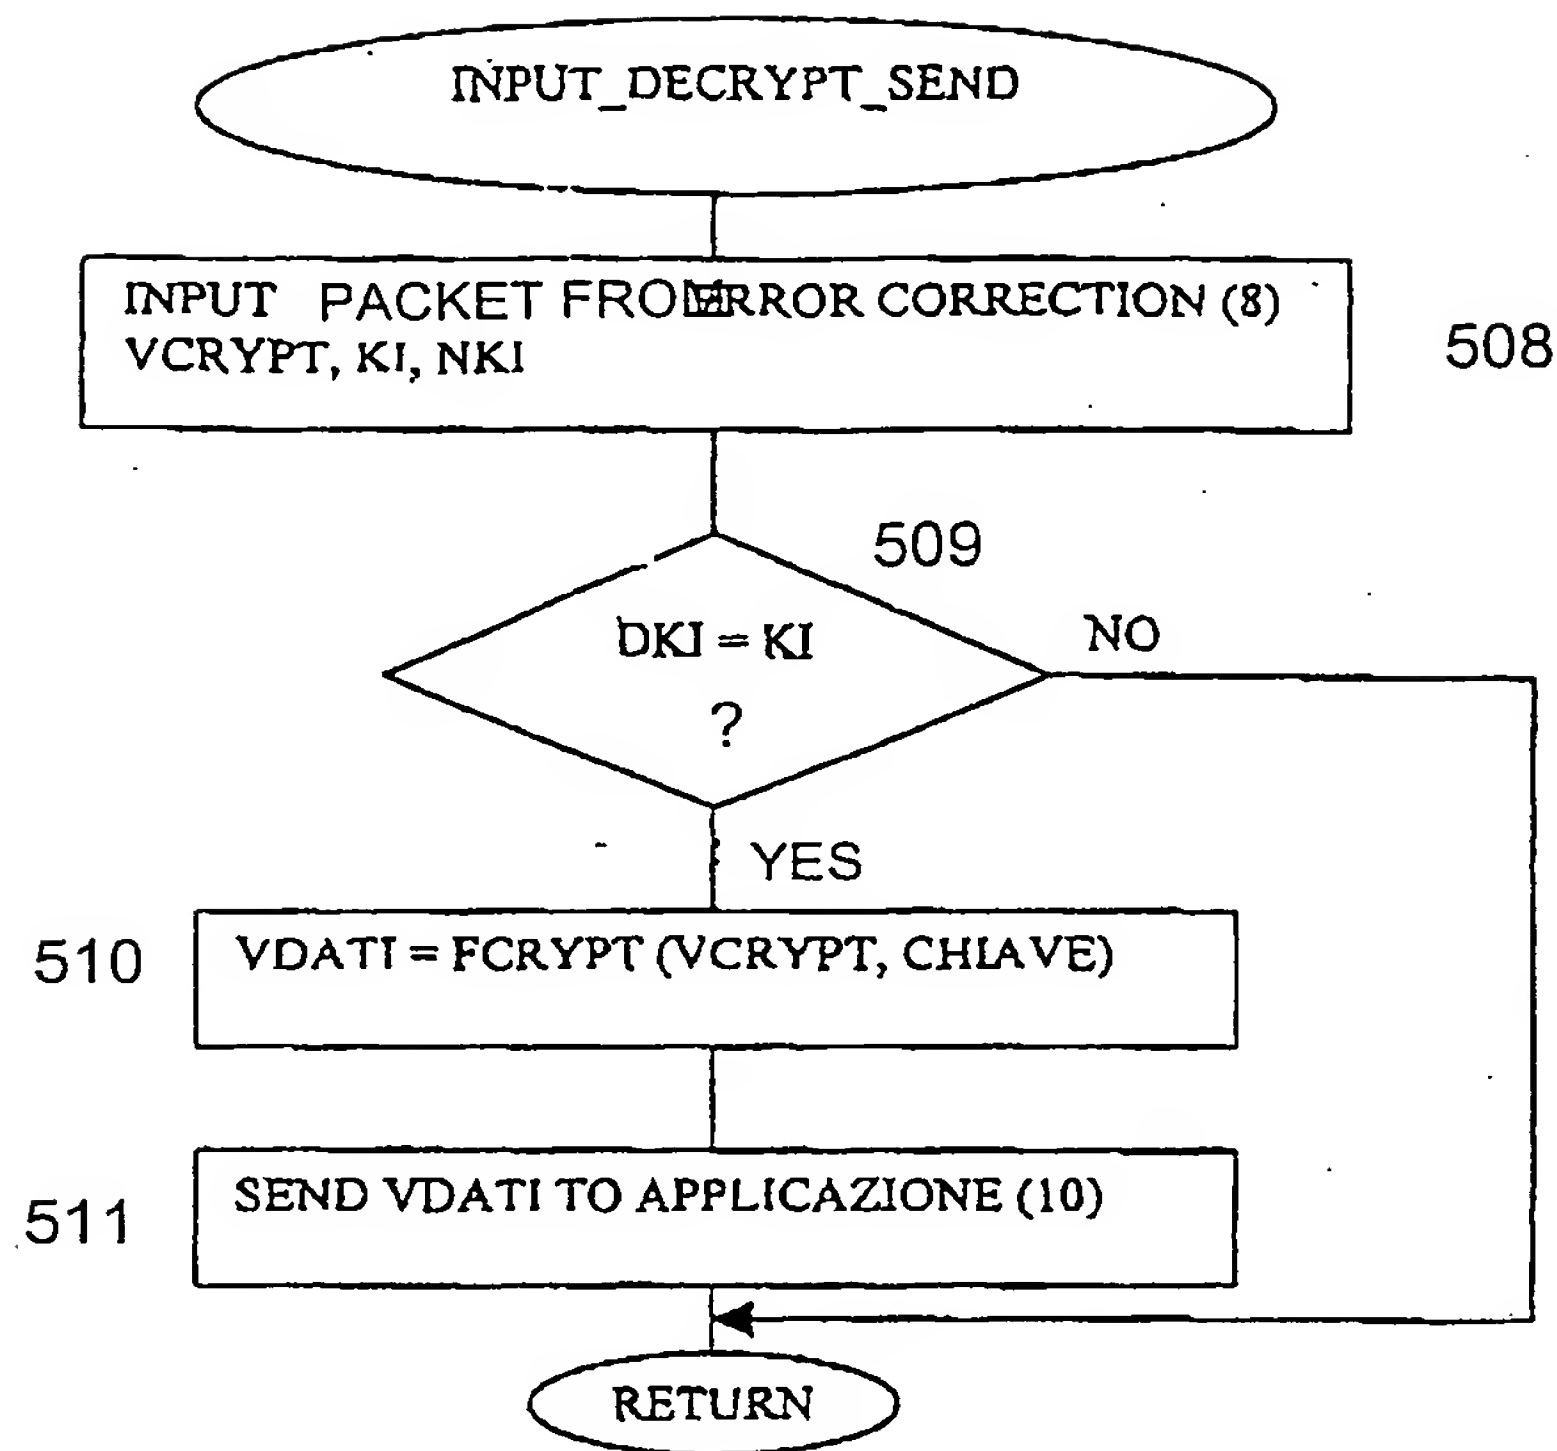 INPUT_DECRYPT_SEND
INPUT PACKET FROM ERROR CORRECTION (8)
VCRYPT, KI, NKI
508
509
DKI = KI
?
NO
YES
510
VDATI = FCRYPT (VCRYPT, CHIAVE)
511
SEND VDATI TO APPLICAZIONE (10)
RETURN